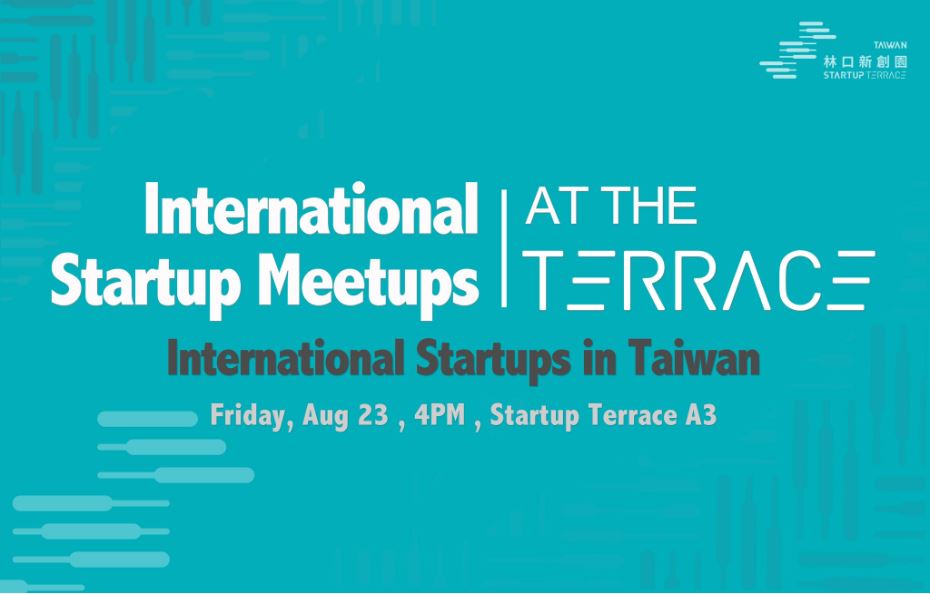 TAIWAN
林口新創園
STARTUP TERRACE
International
Startup Meetups
AT THE
TERRACE
International Startups in Taiwan
Friday, Aug 23 , 4PM , Startup Terrace A3